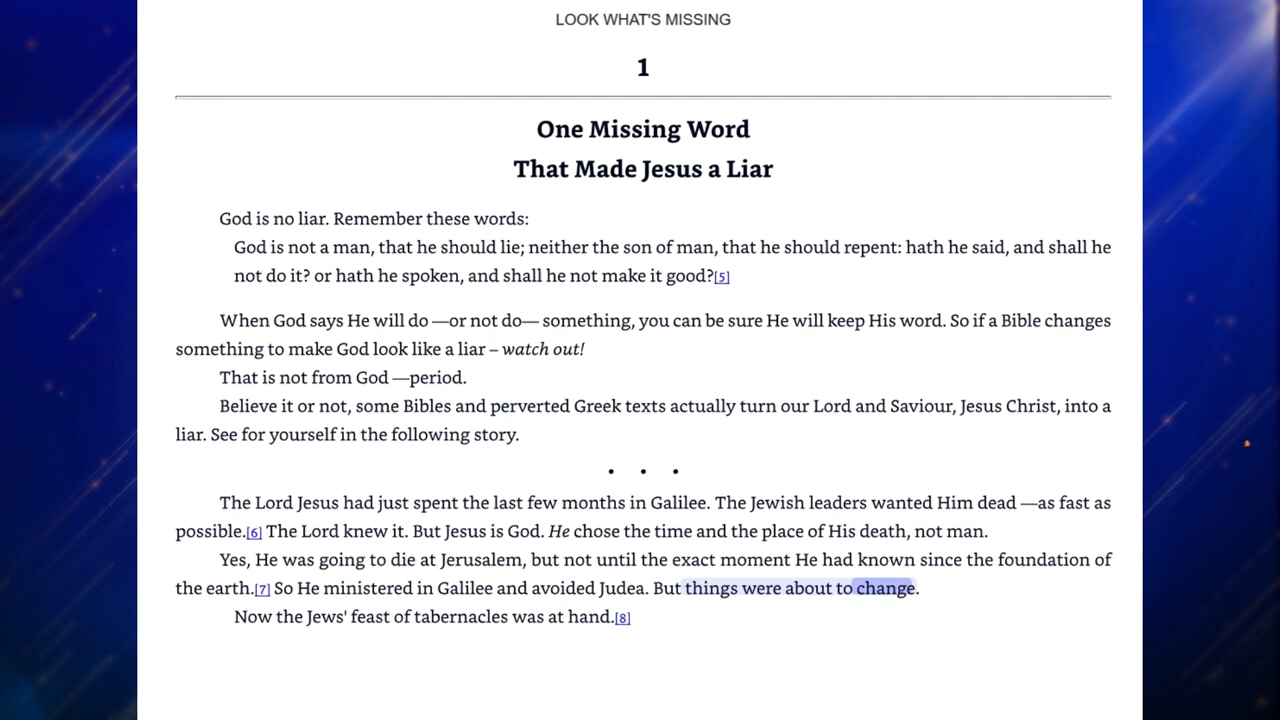 LOOK WHAT'S MISSING
1
One Missing Word
That Made Jesus a Liar
God is no liar. Remember these words:
God is not a man, that he should lie; neither the son of man, that he should repent: hath he said, and shall he
not do it? or hath he spoken, and shall he not make it good?[5]
When God says He will do —or not do— something, you can be sure He will keep His word. So if a Bible changes
something to make God look like a liar – watch out!
That is not from God —period.
Believe it or not, some Bibles and perverted Greek texts actually turn our Lord and Saviour, Jesus Christ, into a
liar. See for yourself in the following story.
• • •
The Lord Jesus had just spent the last few months in Galilee. The Jewish leaders wanted Him dead —as fast as
possible.[6] The Lord knew it. But Jesus is God. He chose the time and the place of His death, not man.
Yes, He was going to die at Jerusalem, but not until the exact moment He had known since the foundation of
the earth.[7] So He ministered in Galilee and avoided Judea. But things were about to change.
Now the Jews' feast of tabernacles was at hand.[8]